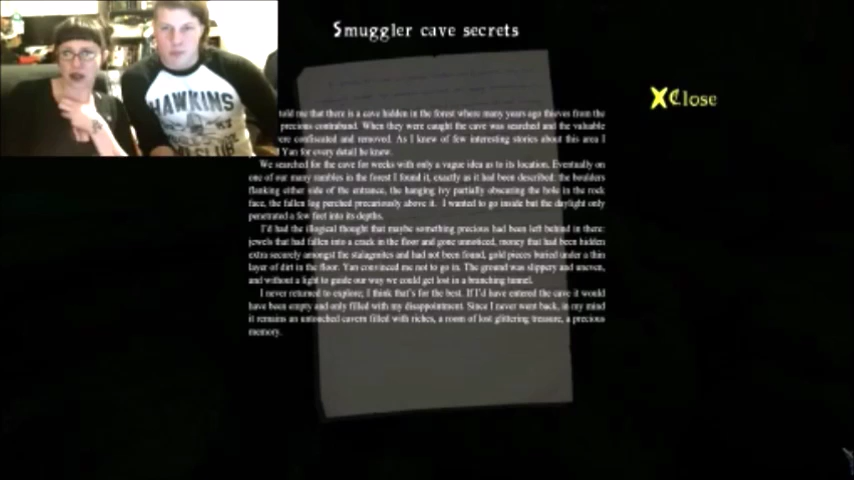 Smuggler cave secrets
XClose
HAWKINS
told me that there is a cave hidden in the forest where many years ago thieves from the
precious contraband. When they were caught the cave was searched and the valuable
ere confiscated and removed. As I knew of few interesting stories about this area I
Yan for every detail he knew.
We searched for the cave for weeks with only a vague idea as to its location. Eventually on
one of our many rambles in the forest I found it, exactly as it had been described: the boulders
flanking either side of the entrance, the hanging ivy partially obscuring the hole in the rock
face, the fallen log perched precariously above it. I wanted to go inside but the daylight only
penetrated a few feet into its depths.
I'd had the illogical thought that maybe something precious had been left behind in there:
jewels that had fallen into a crack in the floor and gone unnoticed, money that had been hidden
extra securely amongst the stalagmites and had not been found, gold pieces buried under a thin
layer of dirt in the floor. Yan convinced me not to go in. The ground was slippery and uneven,
and without a light to guide our way we could get lost in a branching tunnel.
I never returned to explore; I think that's for the best. If I'd have entered the cave it would
have been empty and only filled with my disappointment. Since I never went back, in my mind
it remains an untouched cavern filled with riches, a room of lost glittering treasure, a precious
memory.